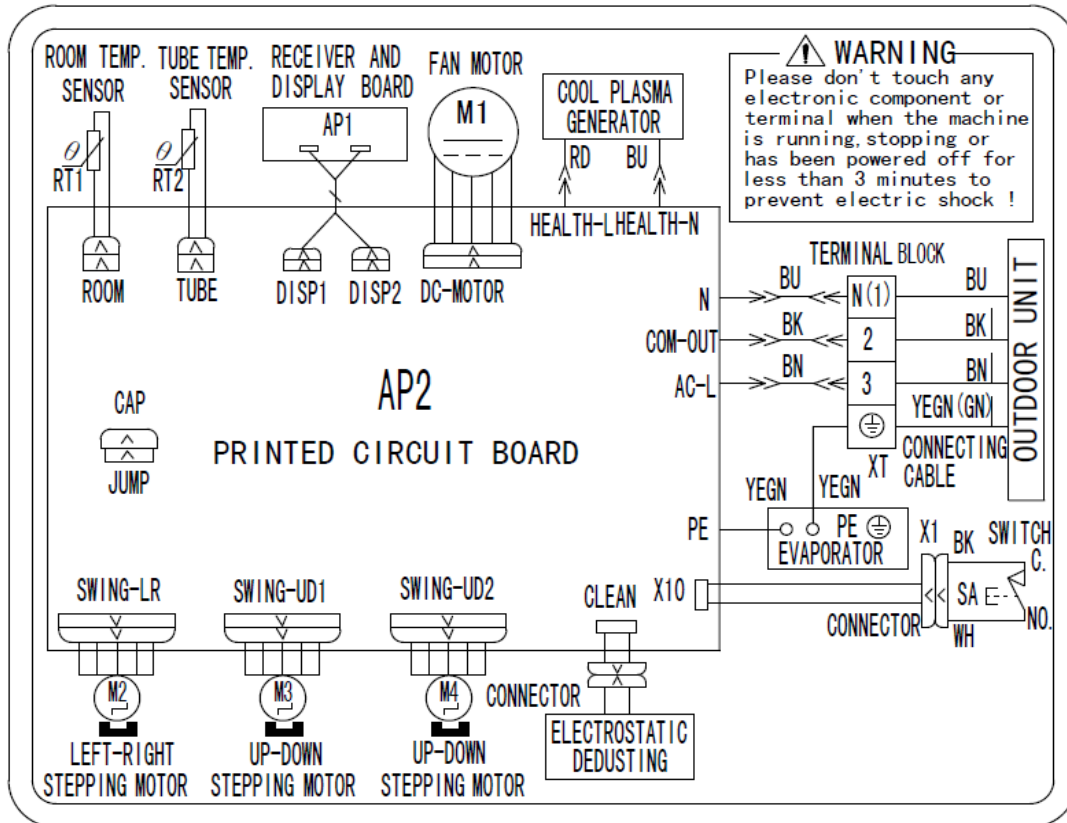 ROOM TEMP.
SENSOR
TUBE TEMP.
SENSOR
RECEIVER AND
DISPLAY BOARD
AP1
FAN MOTOR
M1
COOL PLASMA
GENERATOR
RD
BU
WARNING
Please don't touch any
electronic component or
terminal when the machine
is running,stopping or
has been powered off for
less than 3 minutes to
prevent electric shock !
θ
RT1
θ
RT2
HEALTH-L
HEALTH-N
ROOM
TUBE
DISP1
DISP2
DC-MOTOR
TERMINAL BLOCK
N
BU
N(1)
BU
COM-OUT
BK
2
BK
AC-L
BN
3
BN
YEGN(GN)
OUTDOOR UNIT
XT
CONNECTING
CABLE
CAP
JUMP
AP2
PRINTED CIRCUIT BOARD
YEGN
YEGN
PE
PE
EVAPORATOR
X1
BK
SWITCH
C.
SA
NO.
WH
CONNECTOR
SWING-LR
SWING-UD1
SWING-UD2
CLEAN
X10
M2
M3
M4
CONNECTOR
LEFT-RIGHT
STEPPING MOTOR
UP-DOWN
STEPPING MOTOR
UP-DOWN
STEPPING MOTOR
ELECTROSTATIC
DEDUSTING